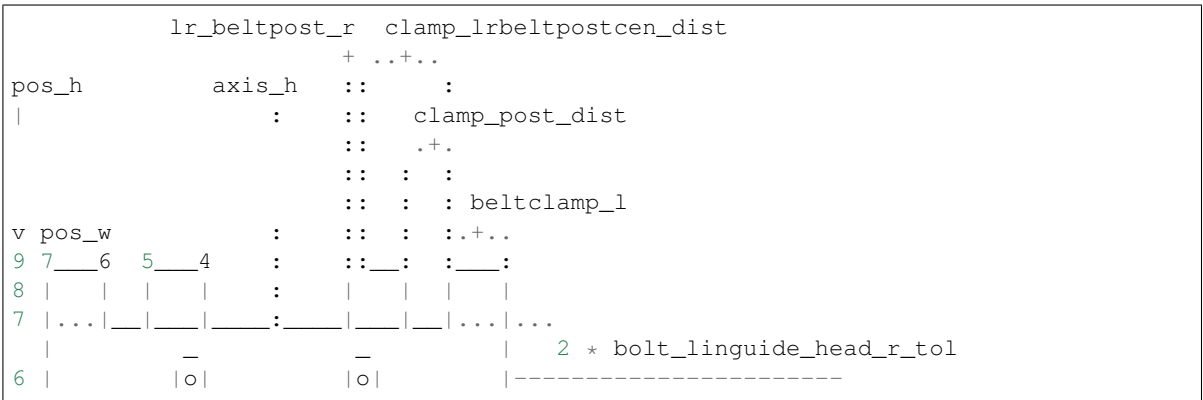 lr_beltpost_r  clamp_lrbeltpostcen_dist
                       + ..+..
pos_h         axis_h   ::     :
|                 :    ::   clamp_post_dist
                       ::   .+.
                       ::  :  :
                       ::  :  : beltclamp_l
v pos_w           :    ::  :  :.+..
9 7___6  5___4    :    ::__:  :___:
8 |   |  |   |    :    |   |  |   |
7 |...|__|___|____:____|___|__|...|...
  |         _          _          |   2 * bolt_linguide_head_r_tol
6 |        |o|        |o|         |-----------------------